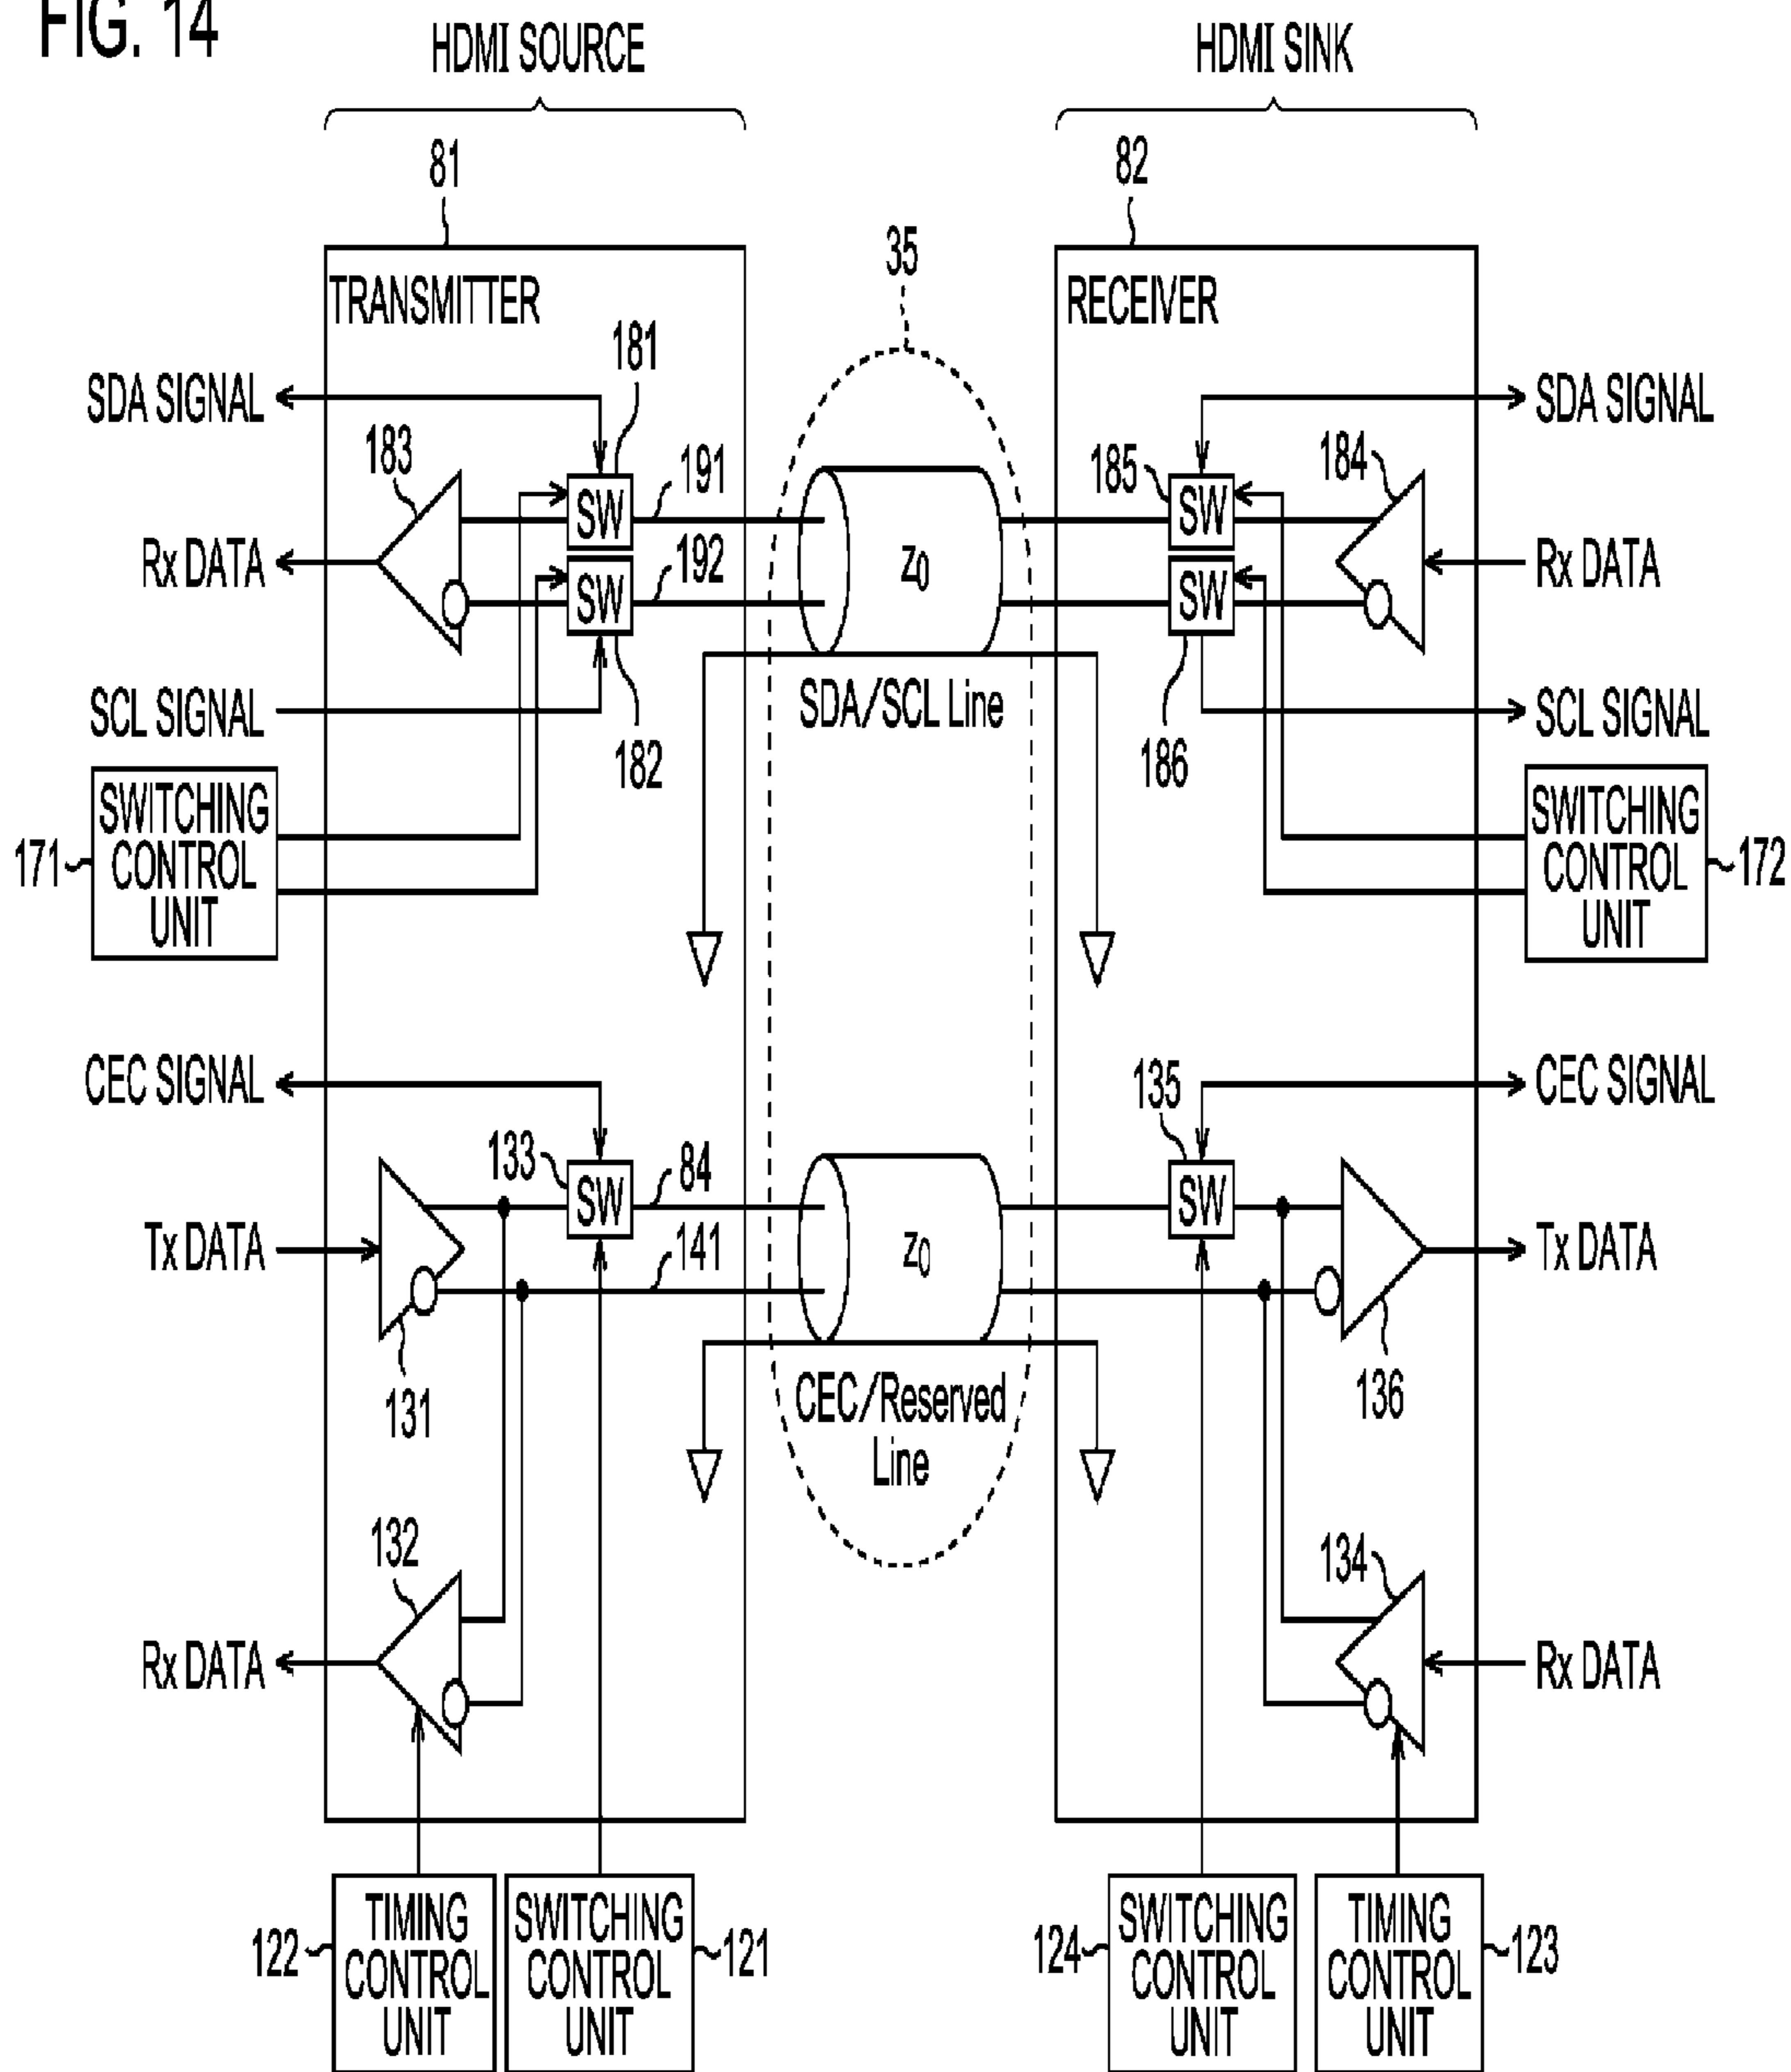 FIG. 14
HDMI SOURCE
HDMI SINK
81
82
35
TRANSMITTER
RECEIVER
181
SDA SIGNAL
SDA SIGNAL
183
191
185
184
SW
SW
Rx DATA
192
Z0
Rx DATA
SW
SW
SCL SIGNAL
182
SDA/SCL Line
186
SCL SIGNAL
171
SWITCHING
CONTROL
UNIT
SWITCHING
CONTROL
UNIT
172
CEC SIGNAL
135
CEC SIGNAL
133
84
SW
SW
Tx DATA
141
Z0
Tx DATA
131
CEC/Reserved
Line
136
132
134
Rx DATA
Rx DATA
122
TIMING
CONTROL
UNIT
SWITCHING
CONTROL
UNIT
121
124
SWITCHING
CONTROL
UNIT
TIMING
CONTROL
UNIT
123